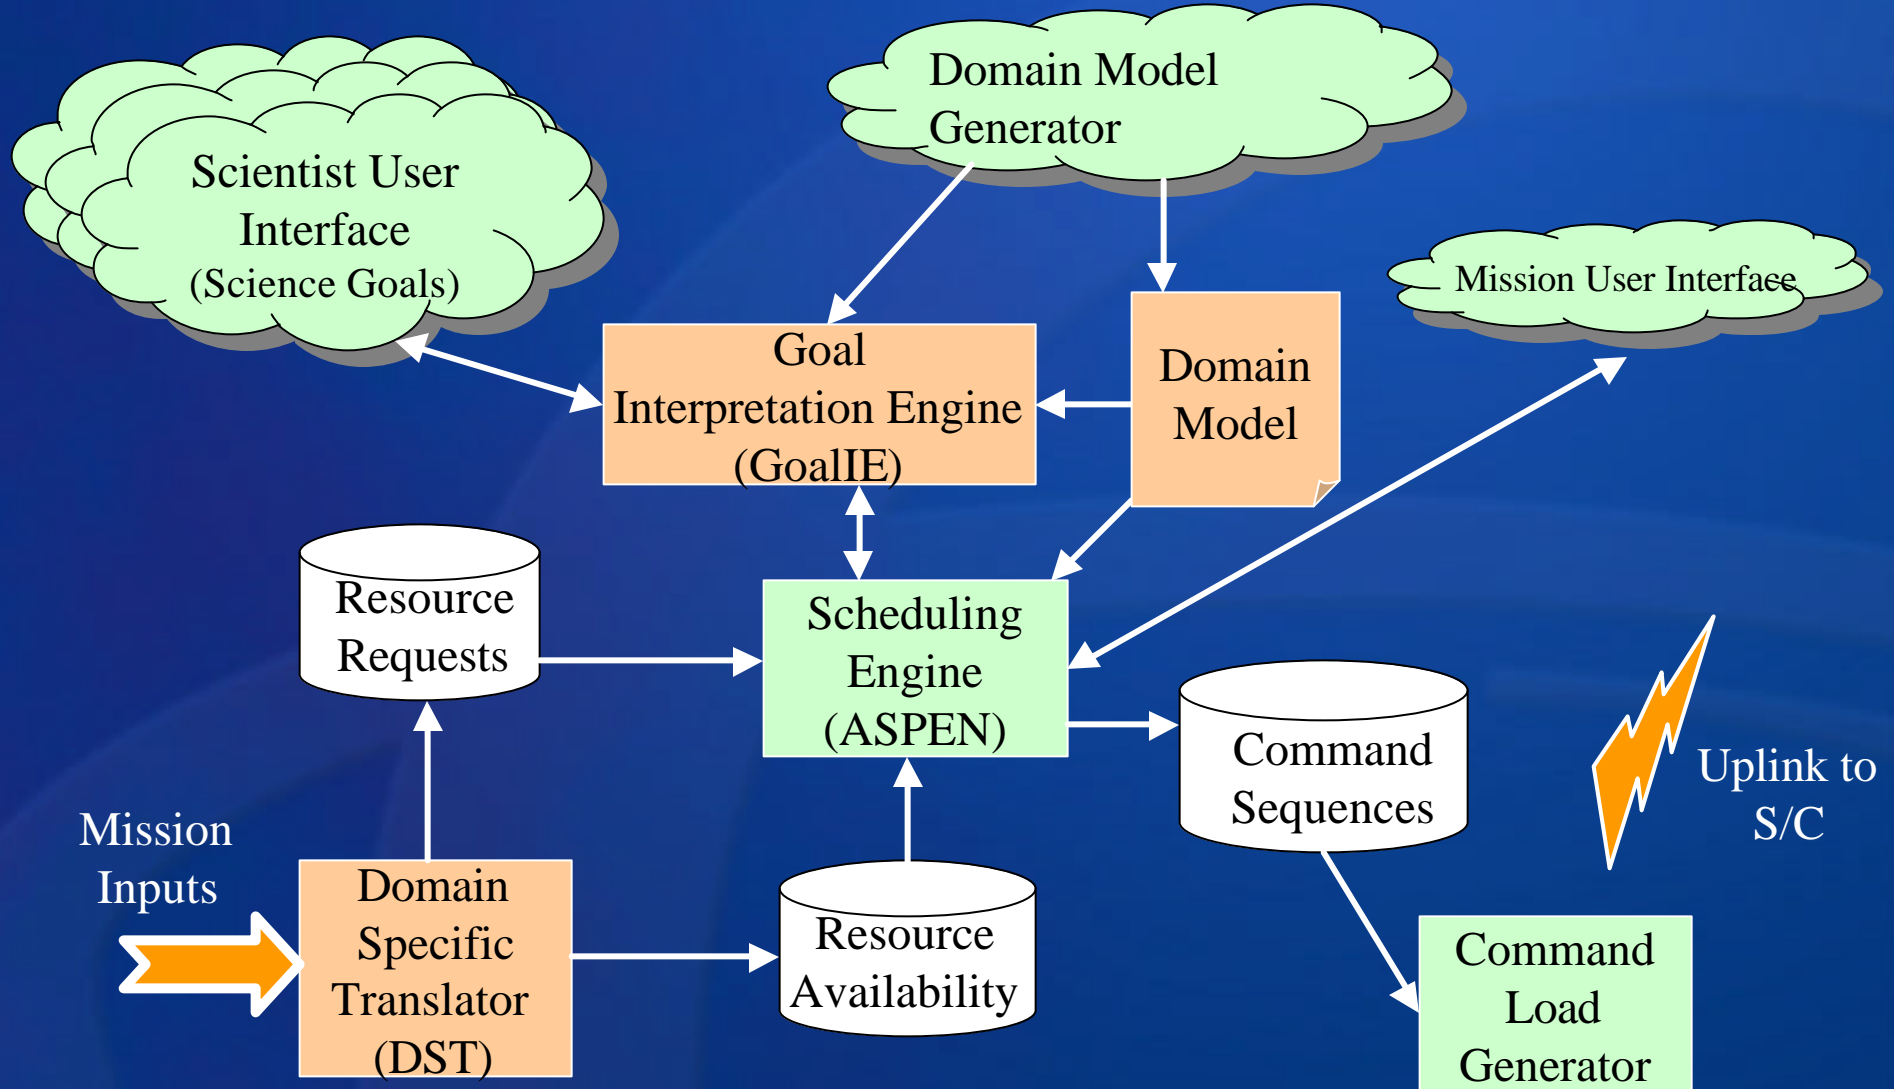 Domain Model
Generator
Scientist User
Interface
(Science Goals)
Mission User Interface
Goal
Interpretation Engine
(GoalIE)
Domain
Model
Resource
Requests
Scheduling
Engine
(ASPEN)
Command
Sequences
Uplink to
S/C
Mission
Inputs
Domain
Specific
Translator
(DST)
Resource
Availability
Command
Load
Generator